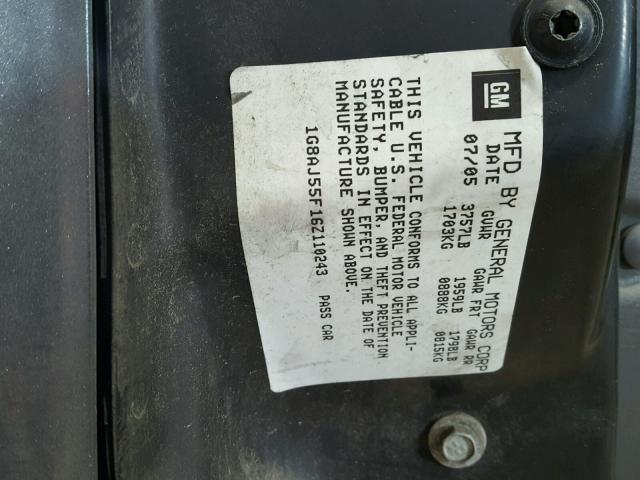 GM
MFD BY GENERAL MOTORS CORP
DATE GVWR GAWR FRT GAWR RR
07/05 3757LB 1959LB 1798LB
1703KG 0888KG 0815KG
THIS VEHICLE CONFORMS TO ALL APPLI-
CABLE U.S. FEDERAL MOTOR VEHICLE
SAFETY, BUMPER, AND THEFT PREVENTION
STANDARDS IN EFFECT ON THE DATE OF
MANUFACTURE SHOWN ABOVE.
1G8AJ55F16Z110243 PASS CAR